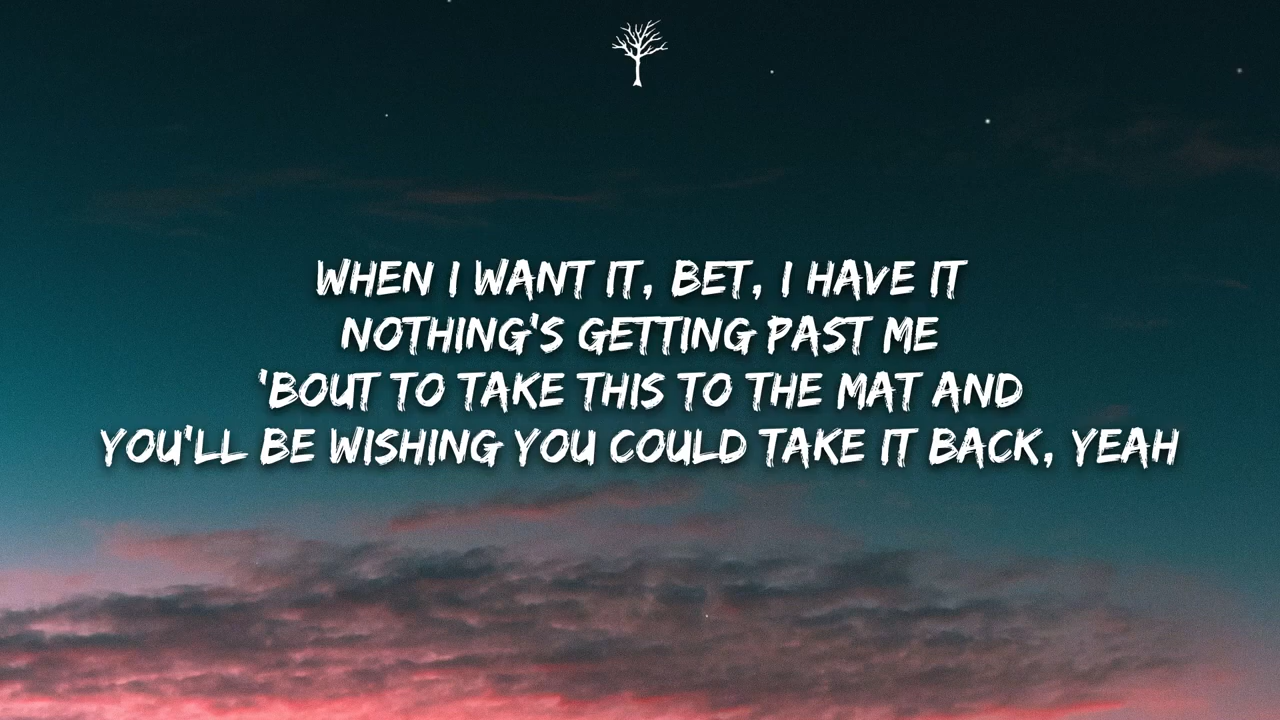 WHEN I WANT IT, BET, I HAVE IT
NOTHING'S GETTING PAST ME
'BOUT TO TAKE THIS TO THE MAT AND
YOU'LL BE WISHING YOU COULD TAKE IT BACK, YEAH